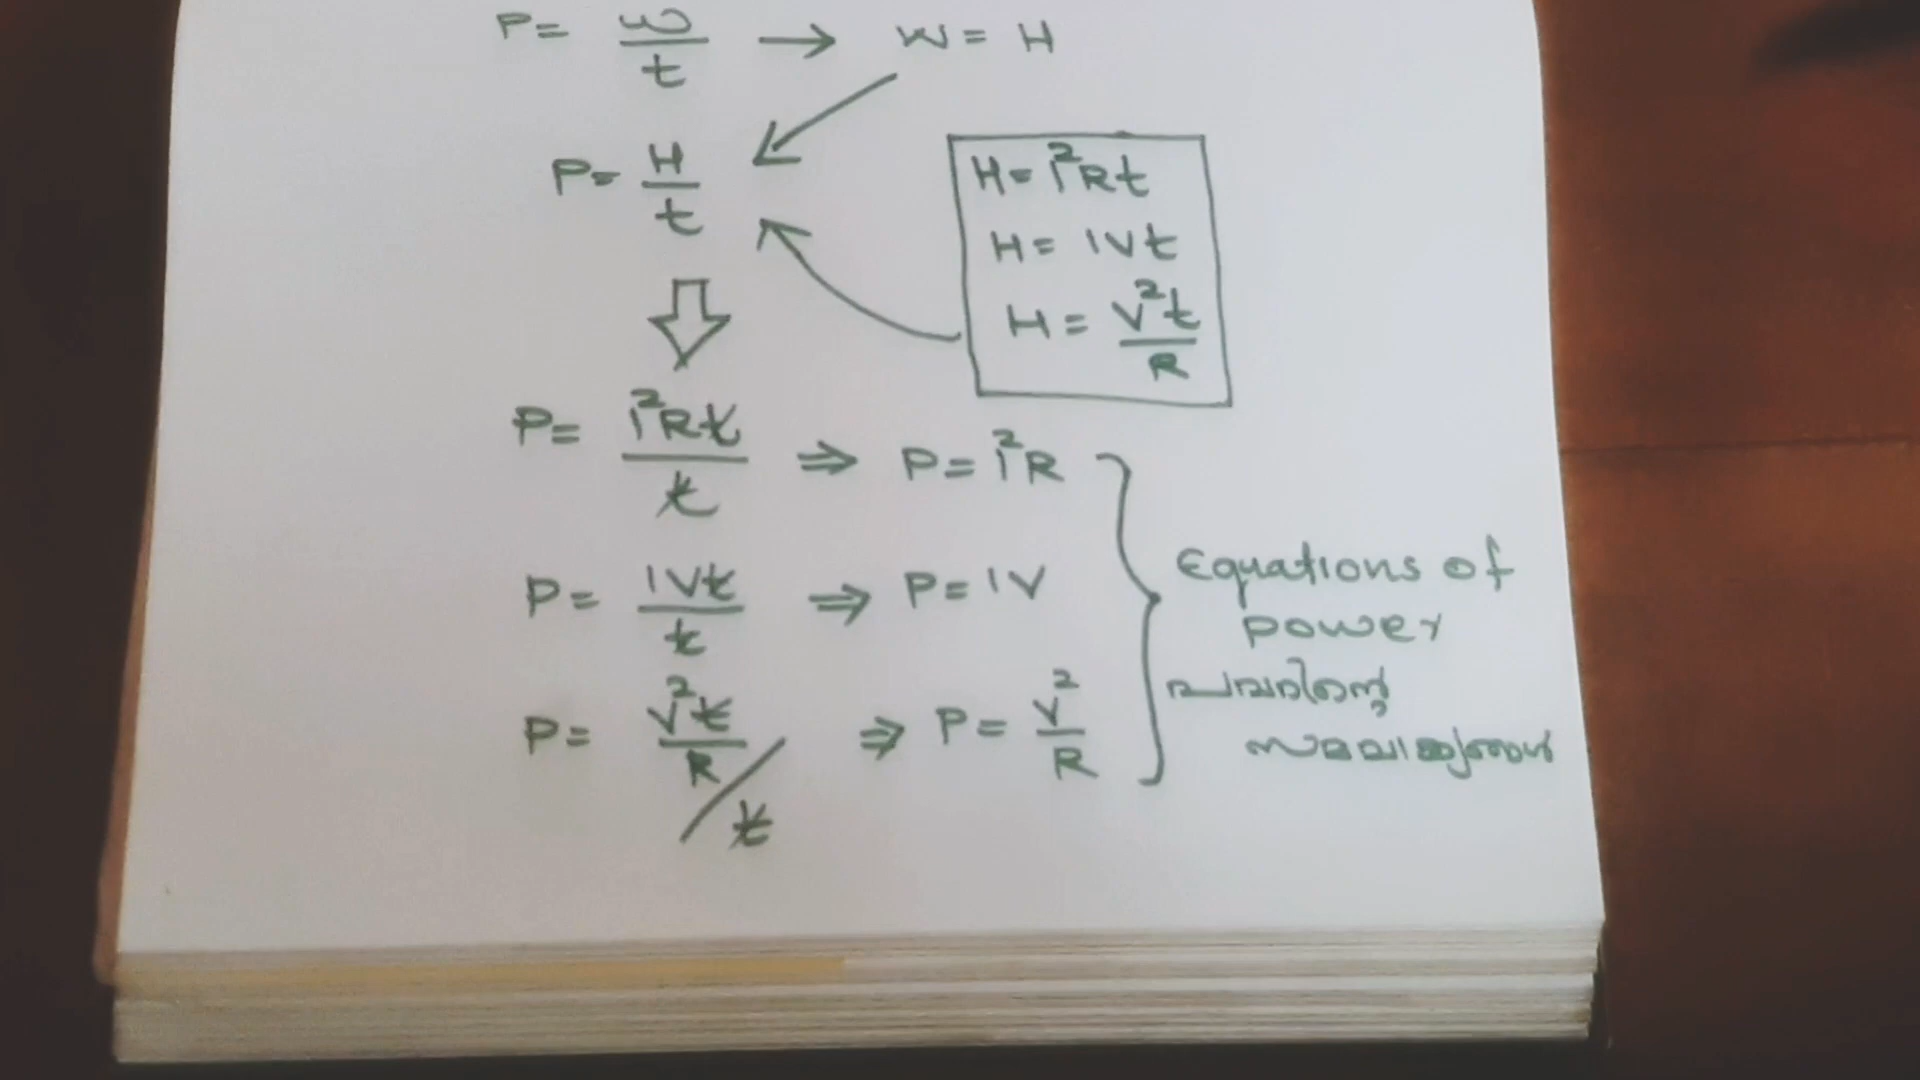 P = W/t → W = H
P = H/t
H = I²Rt
H = IVt
H = V²t/R
P = I²Rt/t ⇒ P = I²R
P = IVt/t ⇒ P = IV
P = V²t/R/t ⇒ P = V²/R
Equations of
power
പവറിന്റെ
സമവാക്യങ്ങൾ